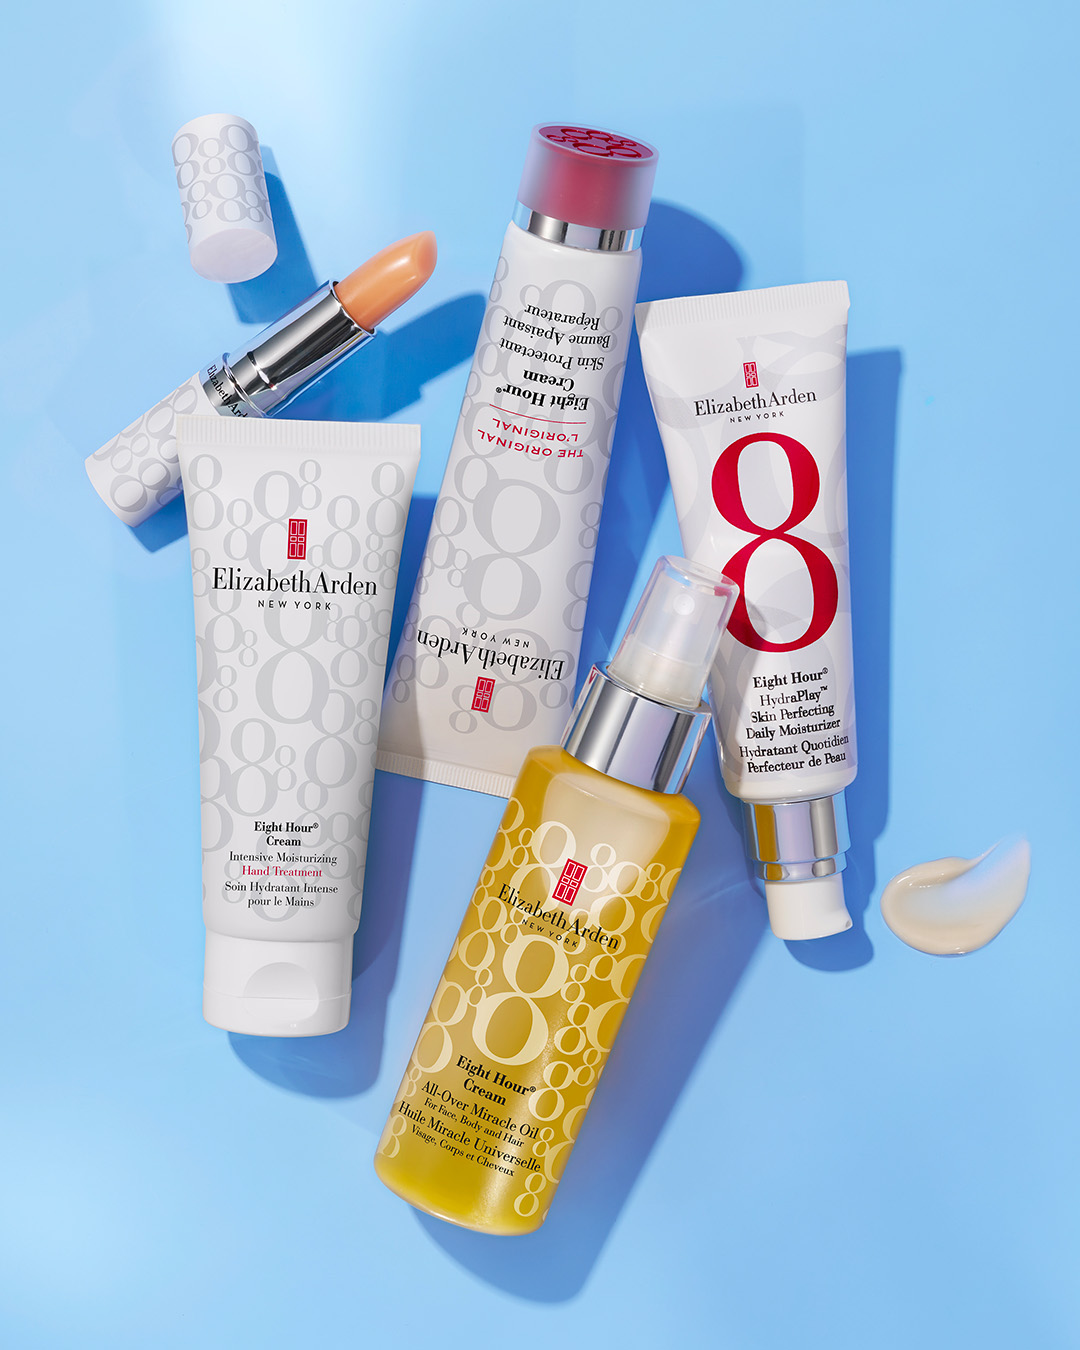 Elizabeth Arden
THE ORIGINAL
L'ORIGINAL
Eight Hour®
Cream
Skin Protectant
Baume Apaisant
Réparateur
Elizabeth Arden
NEW YORK
Elizabeth Arden
NEW YORK
8
Eight Hour®
HydraPlay™
Skin Perfecting
Daily Moisturizer
Hydratant Quotidien
Perfecteur de Peau
Elizabeth Arden
NEW YORK
Eight Hour®
Cream
Intensive Moisturizing
Hand Treatment
Soin Hydratant Intense
pour le Mains
Elizabeth Arden
NEW YORK
Eight Hour®
Cream
All-Over Miracle Oil
For Face, Body and Hair
Huile Miracle Universelle
Visage, Corps et Cheveux